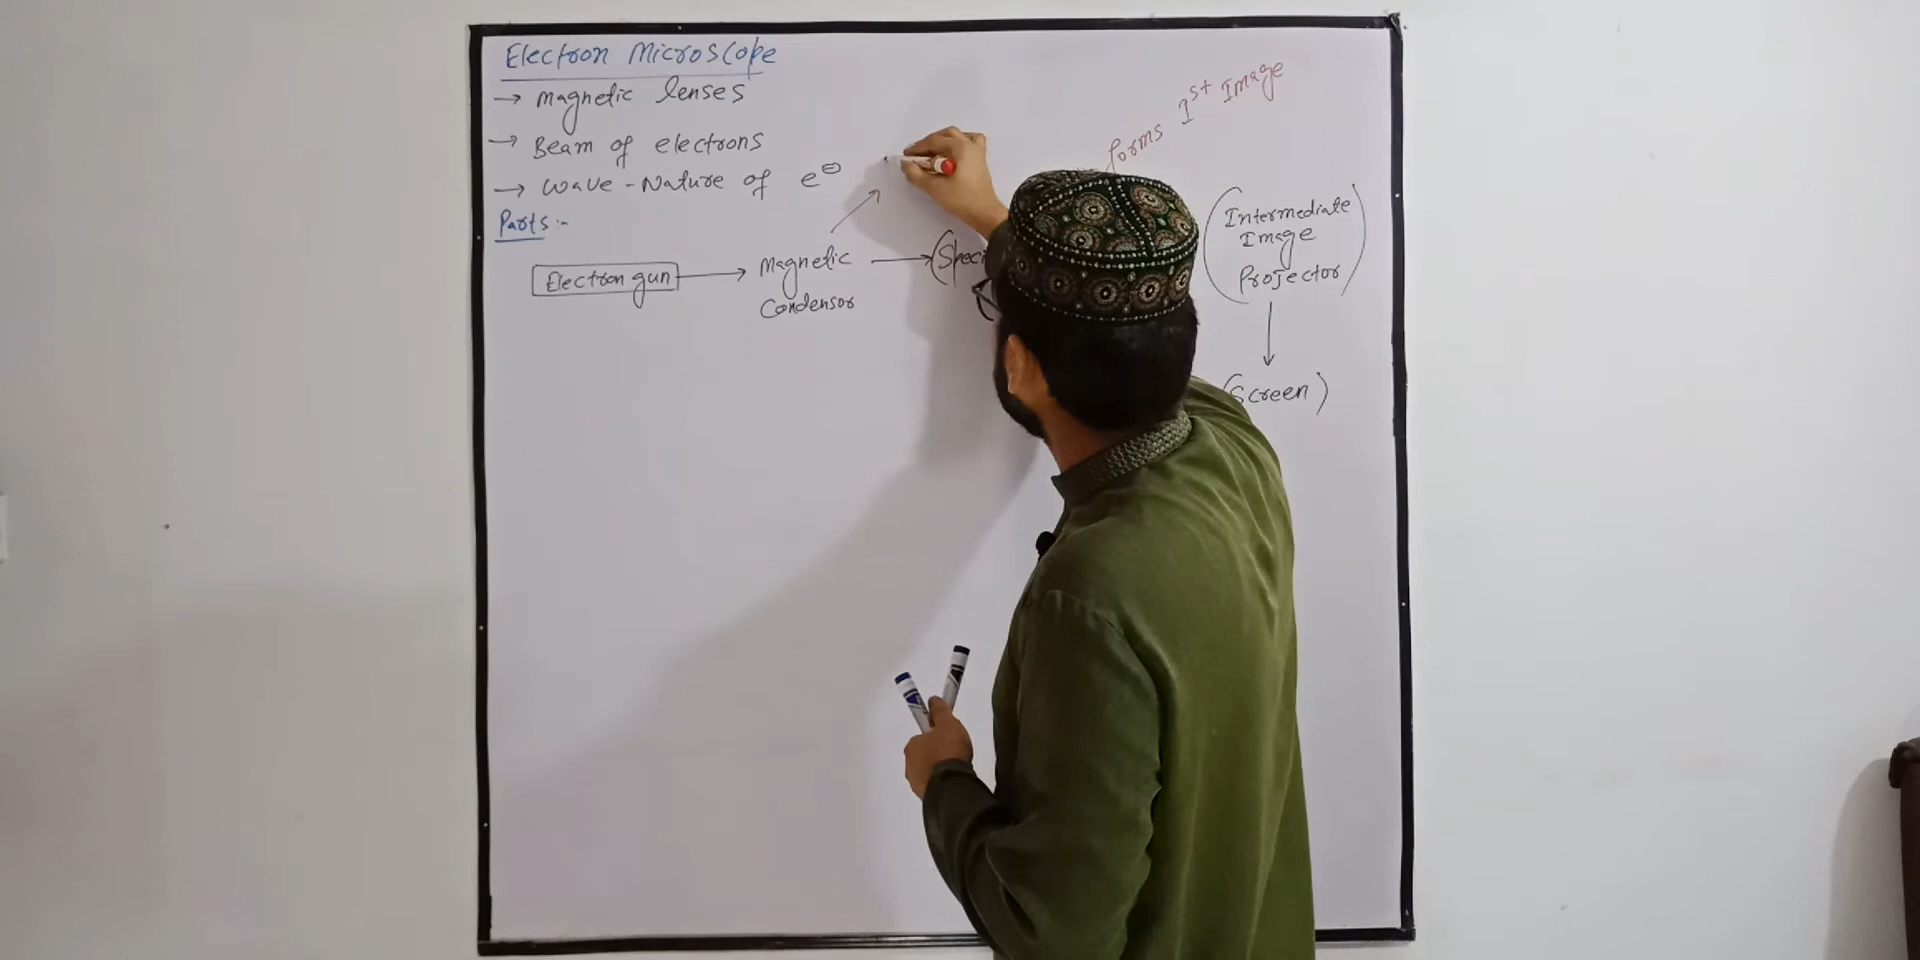 Electron Microscope
→ Magnetic lenses
→ Beam of electrons
→ Wave-Nature of e⊖
Parts:-
Electron gun → Magnetic Condensor →
forms Ist Image
(Intermediate
Image
Projector)
(Screen)